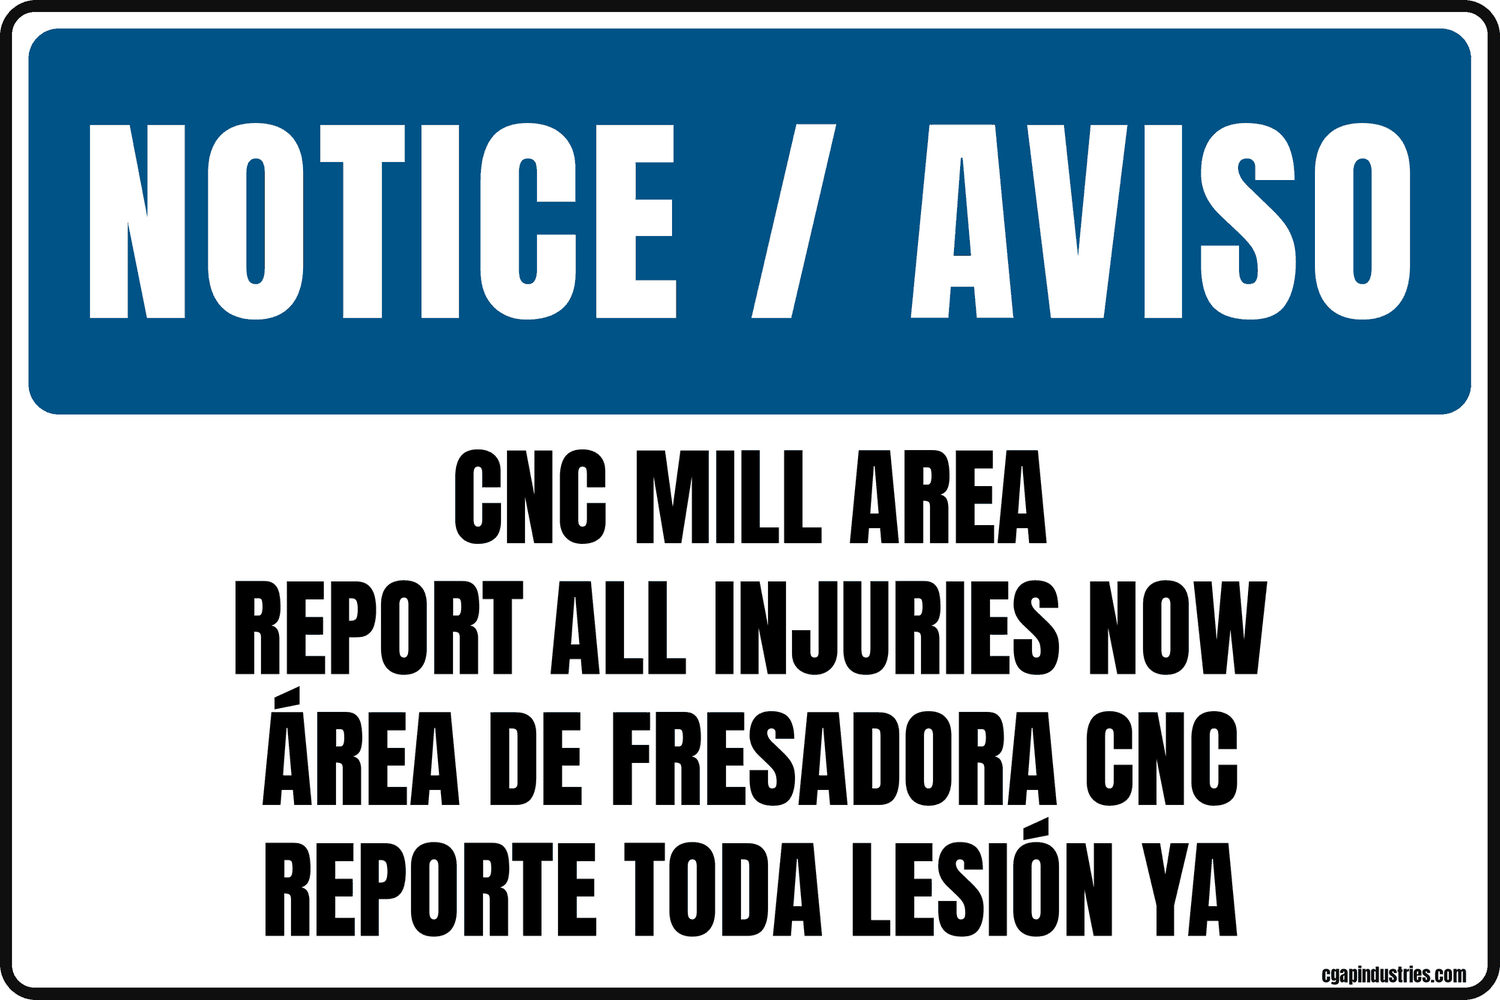 NOTICE / AVISO
CNC MILL AREA
REPORT ALL INJURIES NOW
ÁREA DE FRESADORA CNC
REPORTE TODA LESIÓN YA
cgapindustries.com